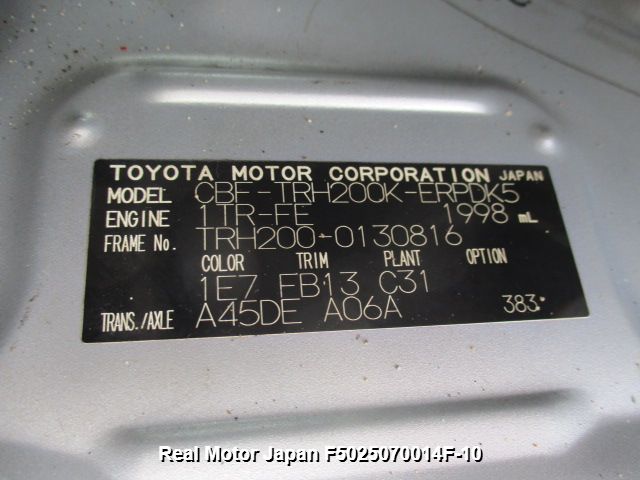 TOYOTA MOTOR CORPORATION JAPAN
MODEL CBF-TRH200K-ERPDK5
ENGINE 1TR-FE 1998 mL
FRAME No. TRH200-0130816
COLOR TRIM PLANT OPTION
1E7 FB13 C31
TRANS./AXLE A45DE A06A 383
Real Motor Japan F5025070014F-10